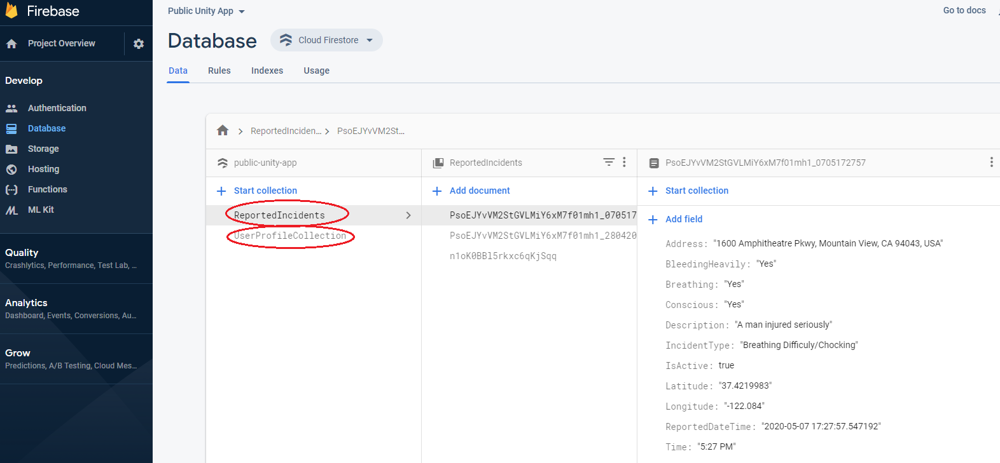 Firebase
Project Overview
Develop
Authentication
Database
Storage
Hosting
Functions
ML Kit
Quality
Crashlytics, Performance, Test Lab, ...
Analytics
Dashboard, Events, Conversions, Au...
Grow
Predictions, A/B Testing, Cloud Mes...
Public Unity App
Go to docs
Database
Cloud Firestore
Data Rules Indexes Usage
ReportedInciden... PsoEJYvVM2St...
public-unity-app
Start collection
ReportedIncidents
UserProfileCollection
ReportedIncidents
Add document
PsoEJYvVM2StGVLMiY6xM7f01mh1_070517
PsoEJYvVM2StGVLMiY6xM7f01mh1_280420
n1oK0BBl5rkxc6qKjSqq
PsoEJYvVM2StGVLMiY6xM7f01mh1_0705172757
Start collection
Add field
Address: "1600 Amphitheatre Pkwy, Mountain View, CA 94043, USA"
BleedingHeavily: "Yes"
Breathing: "Yes"
Conscious: "Yes"
Description: "A man injured seriously"
IncidentType: "Breathing Difficuly/Chocking"
IsActive: true
Latitude: "37.4219983"
Longitude: "-122.084"
ReportedDateTime: "2020-05-07 17:27:57.547192"
Time: "5:27 PM"